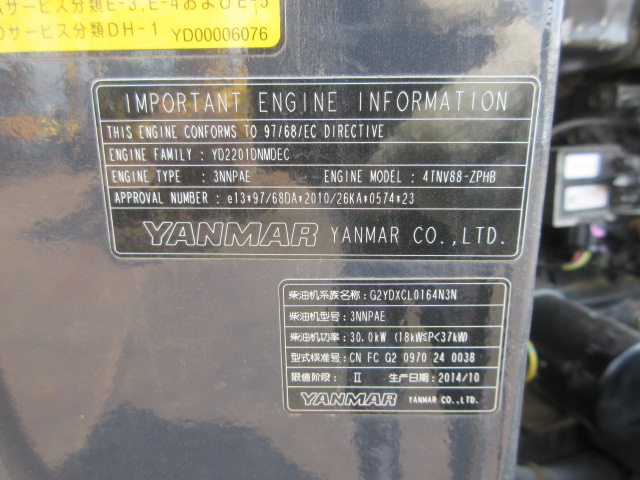 サービス分類E-3.E-4およびE-5
サービス分類DH-1 YD00006076
IMPORTANT ENGINE INFORMATION
THIS ENGINE CONFORMS TO 97/68/EC DIRECTIVE
ENGINE FAMILY : YD2201DNMDEC
ENGINE TYPE : 3NNPAE ENGINE MODEL : 4TNV88-ZPHB
APPROVAL NUMBER : e13*97/68DA*2010/26KA*0574*23
YANMAR YANMAR CO.,LTD.
柴油机系族名称: G2YDXCL0164N3N
柴油机型号: 3NNPAE
柴油机功率: 30.0kW (18kW≤P<37kW)
型式核准号: CN FC G2 0970 24 0038
限值阶段: Ⅱ 生产日期: 2014/10
YANMAR YANMAR CO.,LTD.